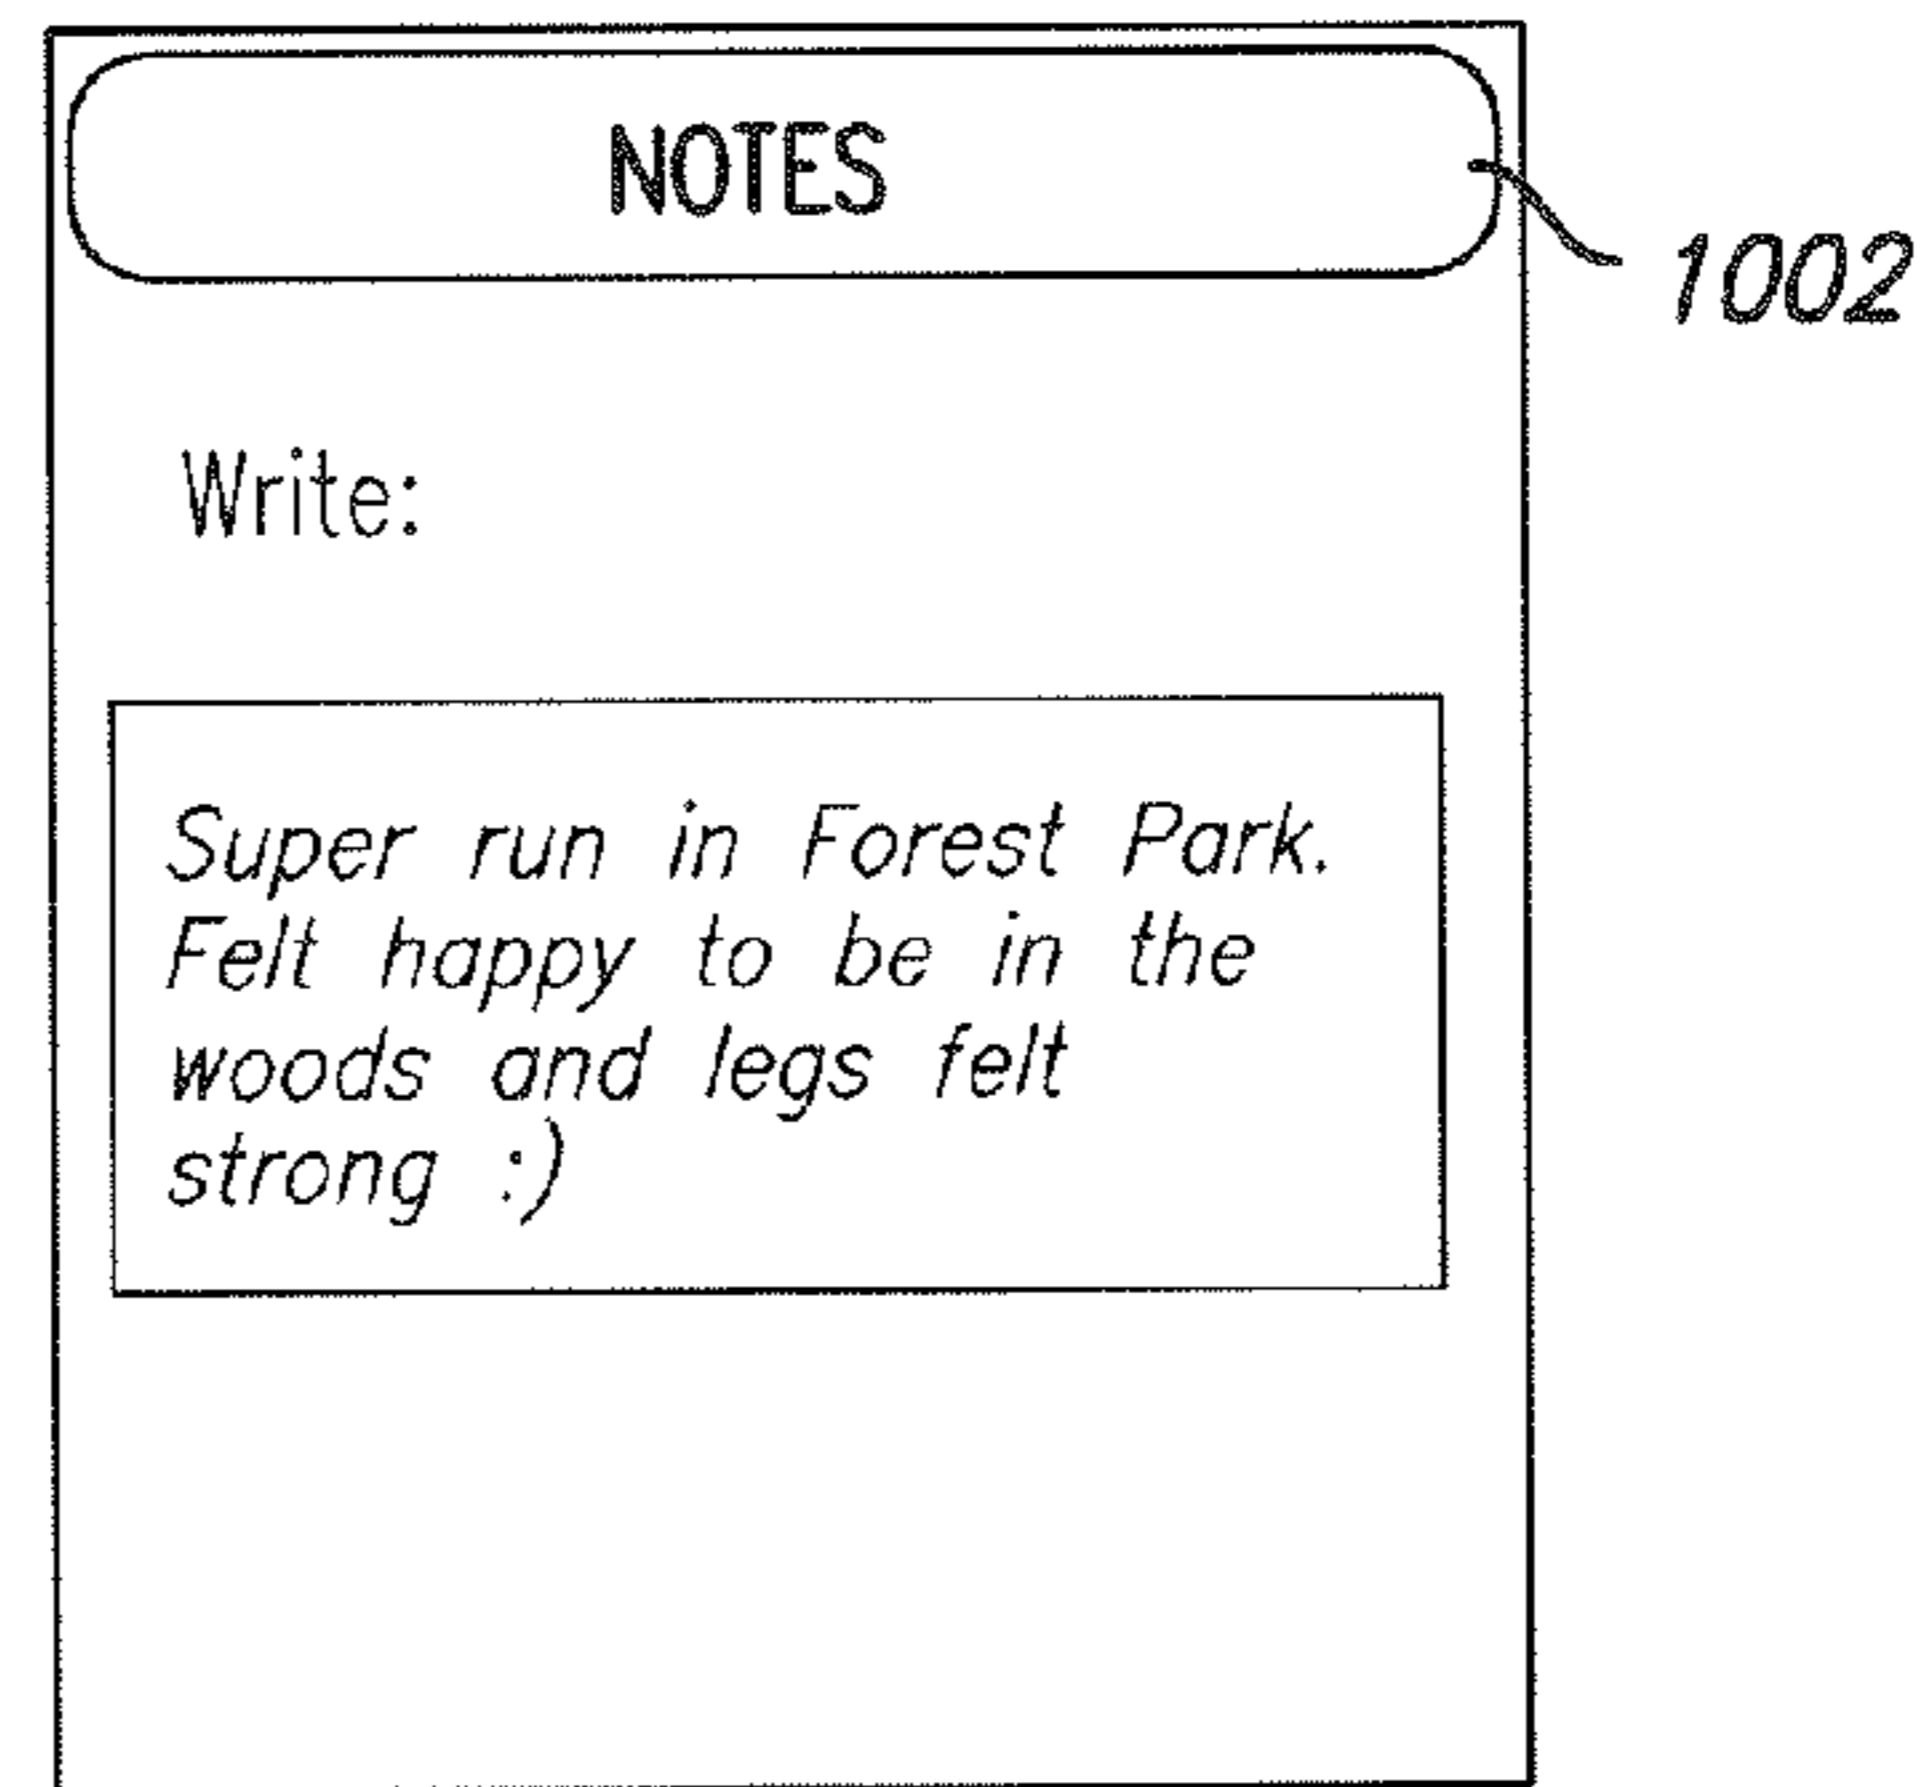 NOTES
1002
Write:
Super run in Forest Park.
Felt happy to be in the
woods and legs felt
strong :)